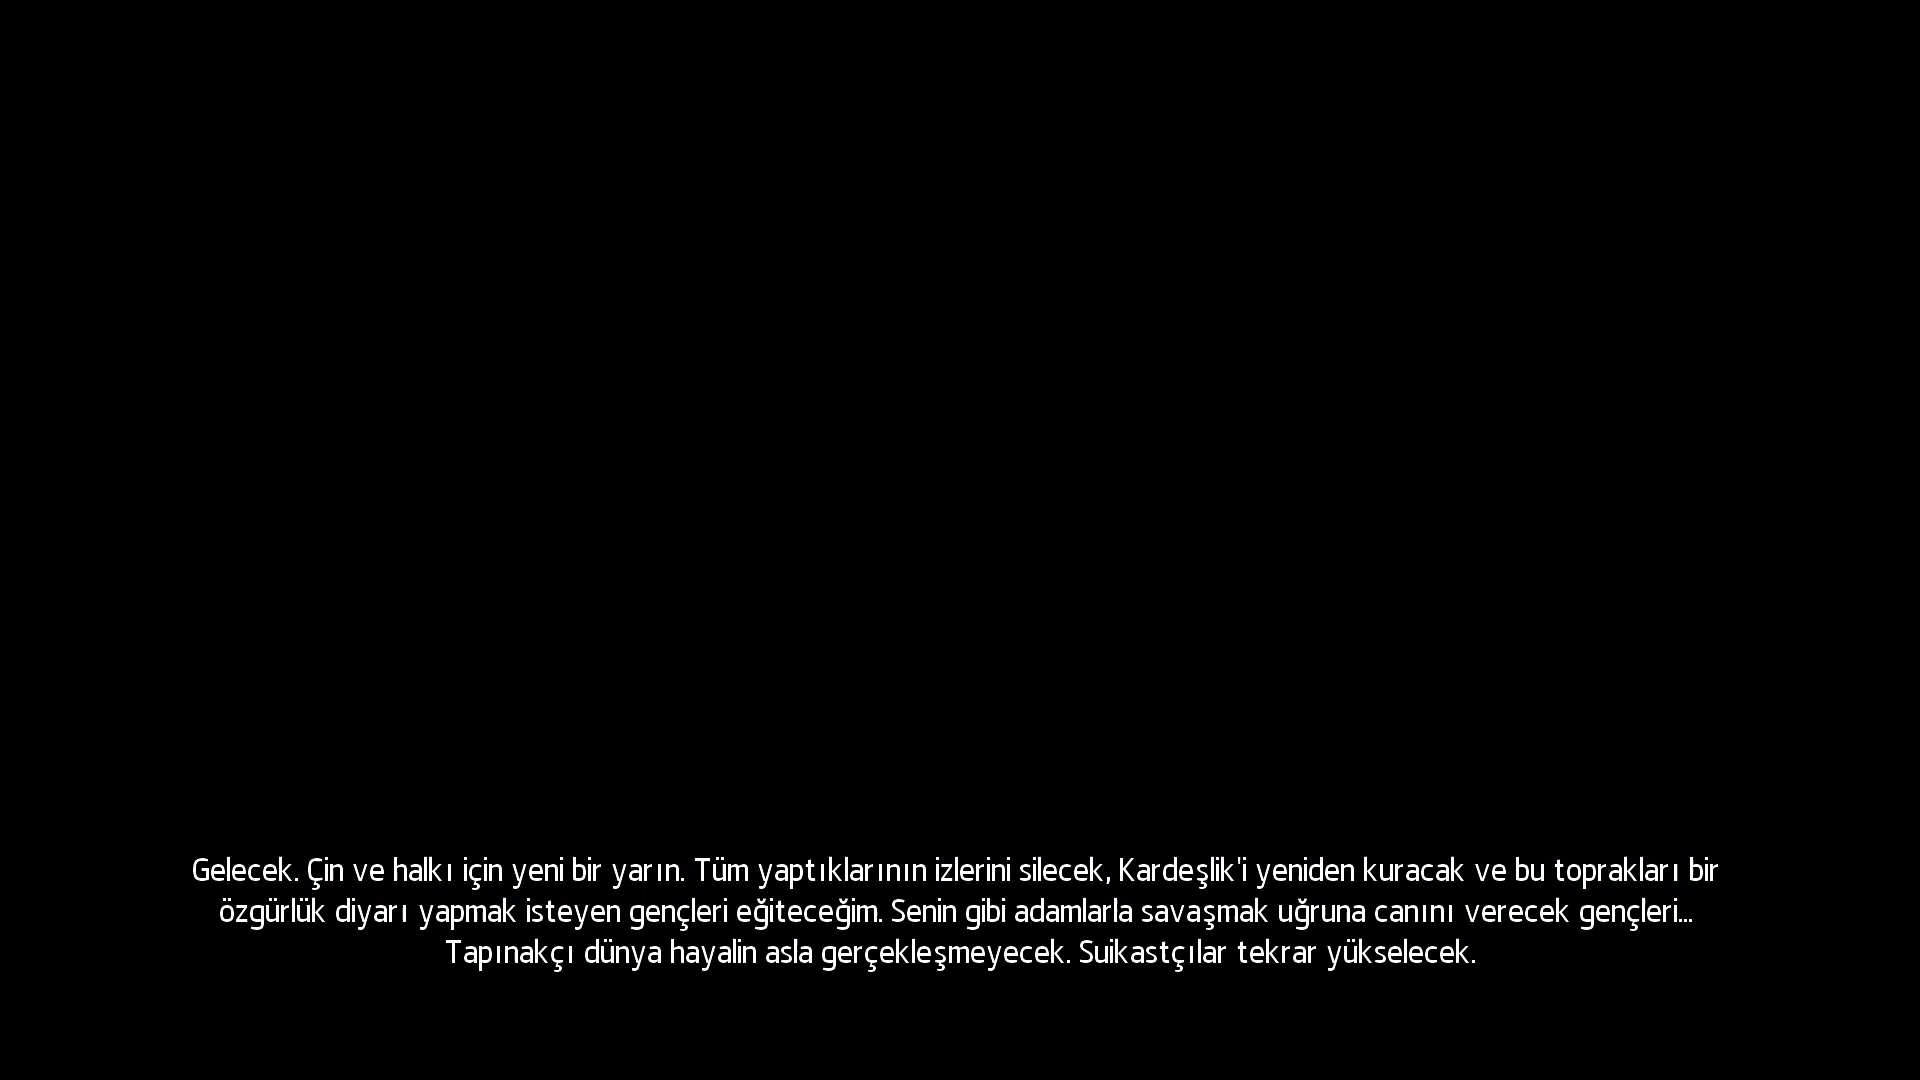 Gelecek. Çin ve halkı için yeni bir yarın. Tüm yaptıklarının izlerini silecek, Kardeşlik'i yeniden kuracak ve bu toprakları bir
özgürlük diyarı yapmak isteyen gençleri eğiteceğim. Senin gibi adamlarla savaşmak uğruna canını verecek gençleri...
Tapınakçı dünya hayalin asla gerçekleşmeyecek. Suikastçılar tekrar yükselecek.